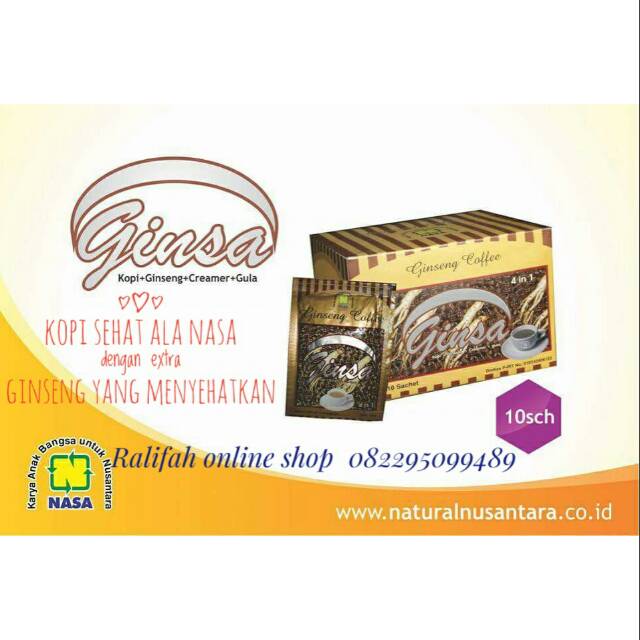 Ginsa
Kopi+Ginseng+Creamer+Gula
KOPI SEHAT ALA NASA
dengan extra
GINSENG YANG MENYEHATKAN
Ginseng Coffee
4 in 1
Ginsa
10 Sachet
Ginseng Coffee
Ginsa
10sch
Karya Anak Bangsa untuk Nusantara
NASA
Ralifah online shop 082295099489
www.naturalnusantara.co.id